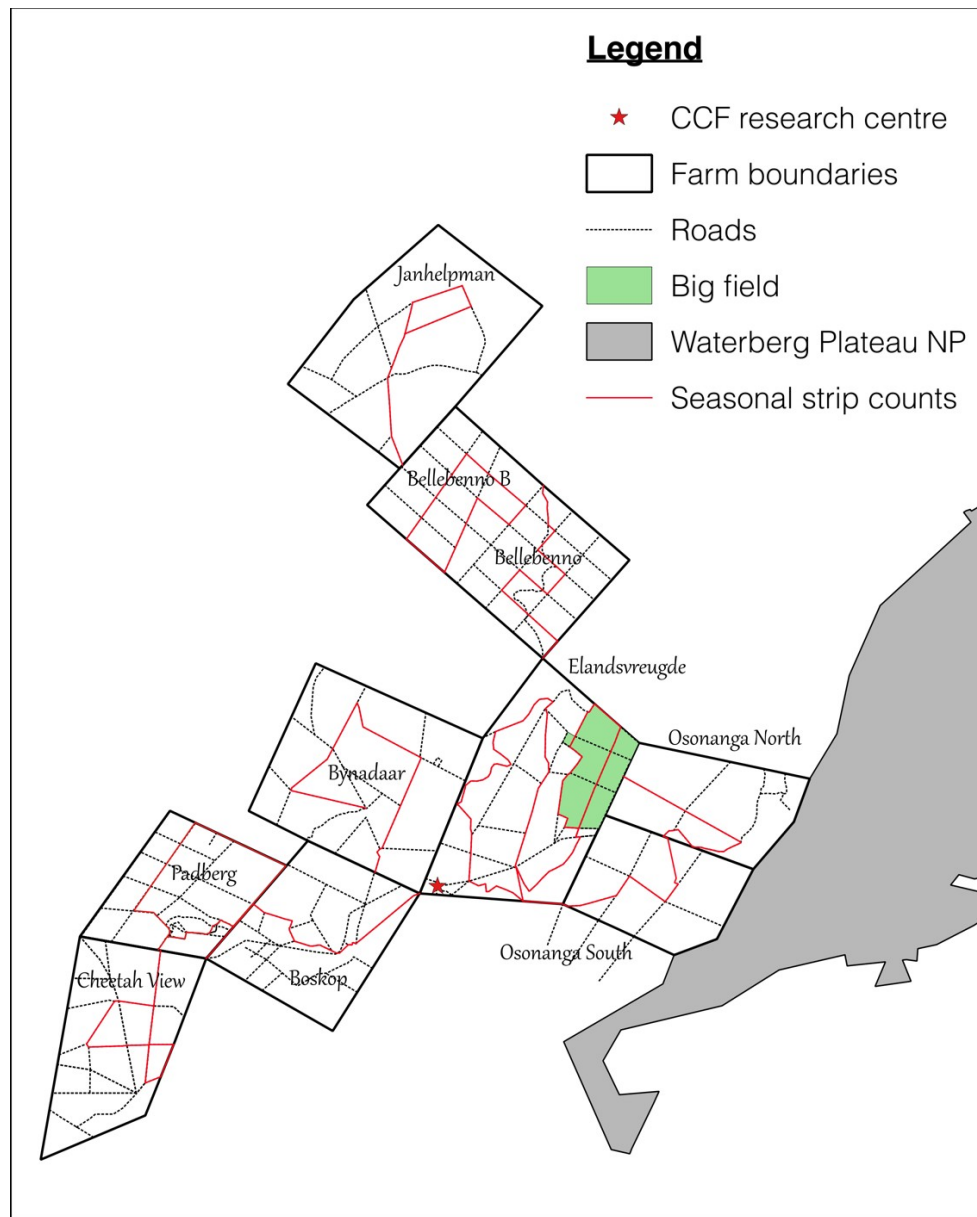 Legend
CCF research centre
Farm boundaries
Roads
Big field
Waterberg Plateau NP
Seasonal strip counts
Janhelpman
Bellebenno B
Bellebenno
Elandsvreugde
Osonanga North
Bynadaar
Padberg
Osonanga South
Boskop
Cheetah View